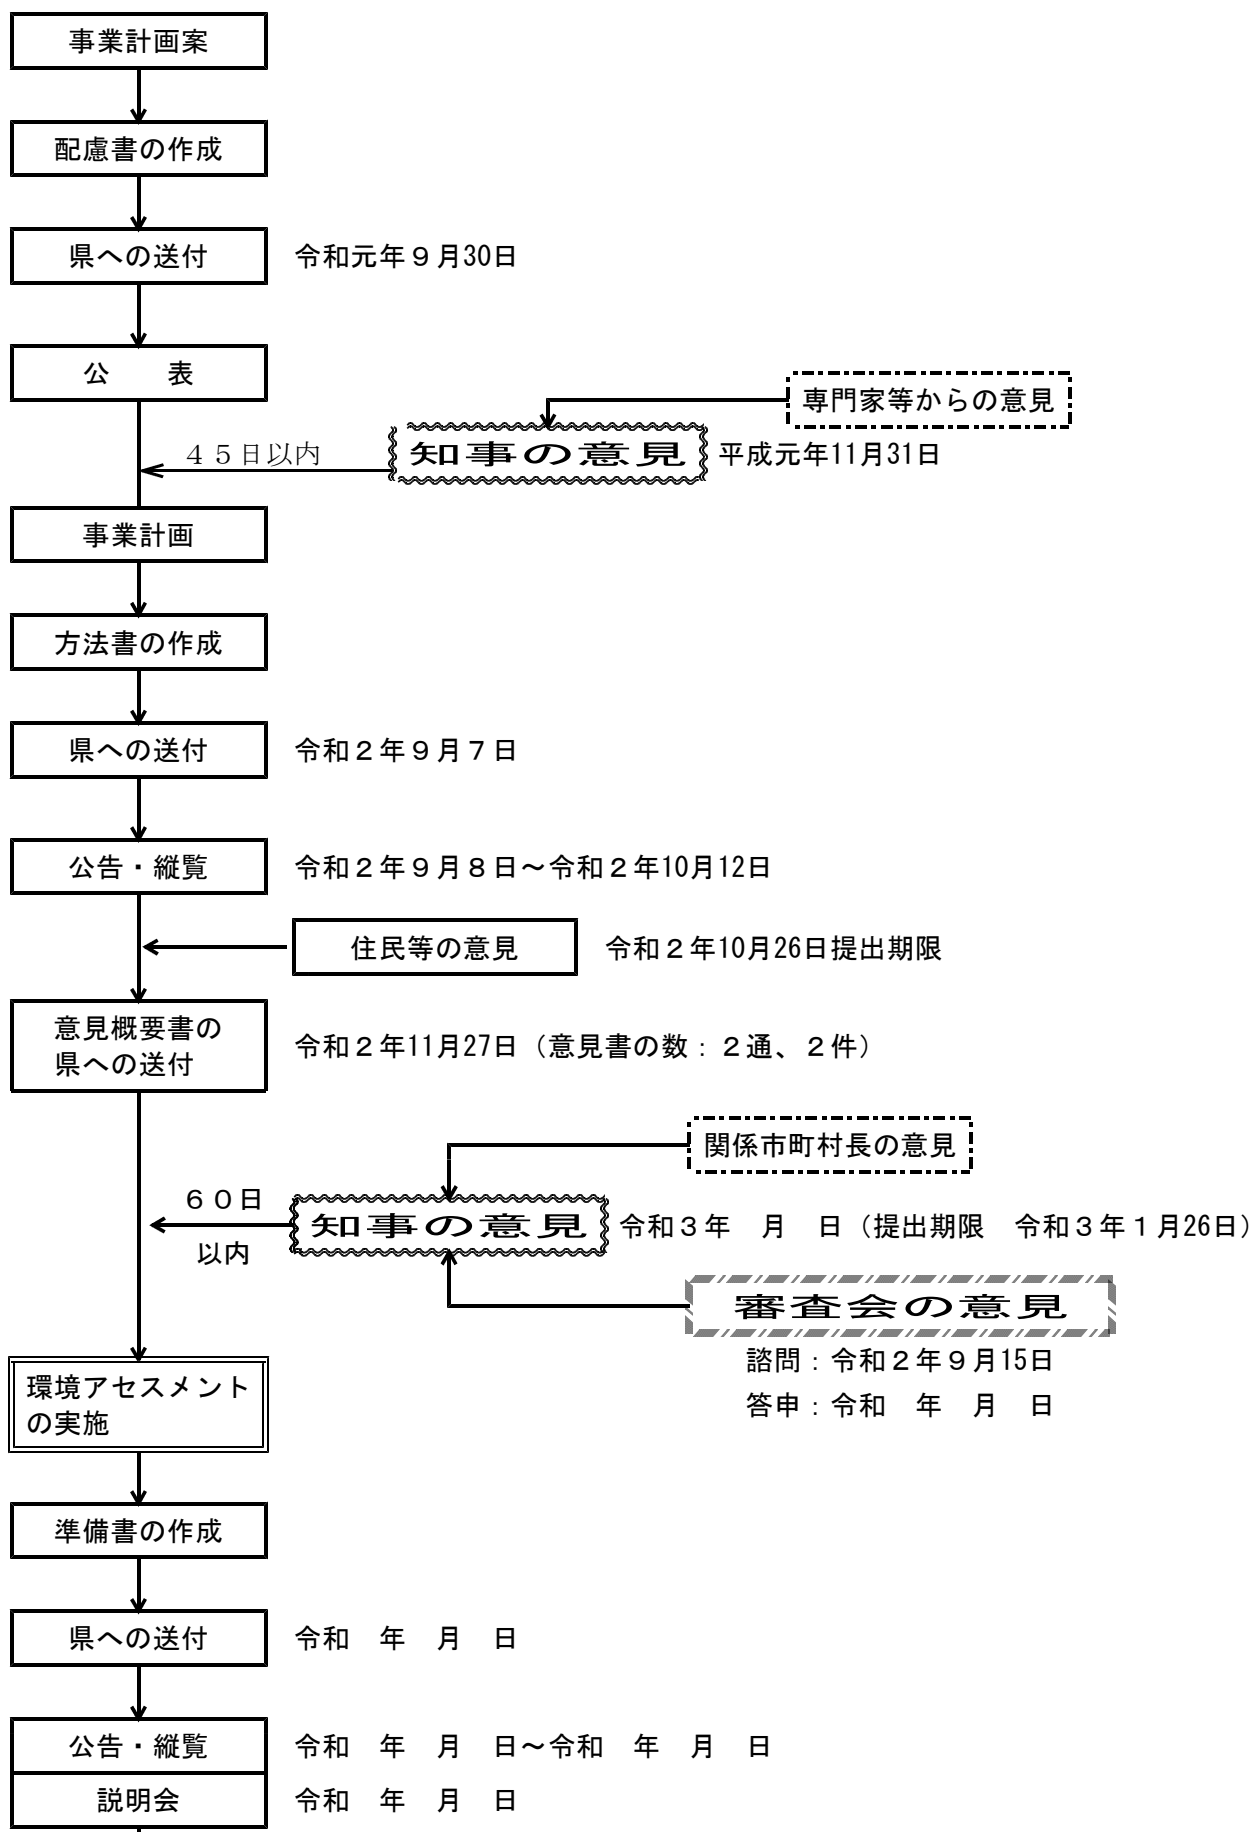 事業計画案
配慮書の作成
県への送付 令和元年９月30日
公　　表
専門家等からの意見
４５日以内 知事の意見 平成元年11月31日
事業計画
方法書の作成
県への送付 令和２年９月７日
公告・縦覧 令和２年９月８日～令和２年10月12日
住民等の意見 令和２年10月26日提出期限
意見概要書の
県への送付
令和２年11月27日（意見書の数：２通、２件）
関係市町村長の意見
６０日
以内
知事の意見 令和３年　月　日（提出期限　令和３年１月26日）
審査会の意見
諮問：令和２年９月15日
答申：令和　年　月　日
環境アセスメント
の実施
準備書の作成
県への送付 令和　年　月　日
公告・縦覧 令和　年　月　日～令和　年　月　日
説明会 令和　年　月　日